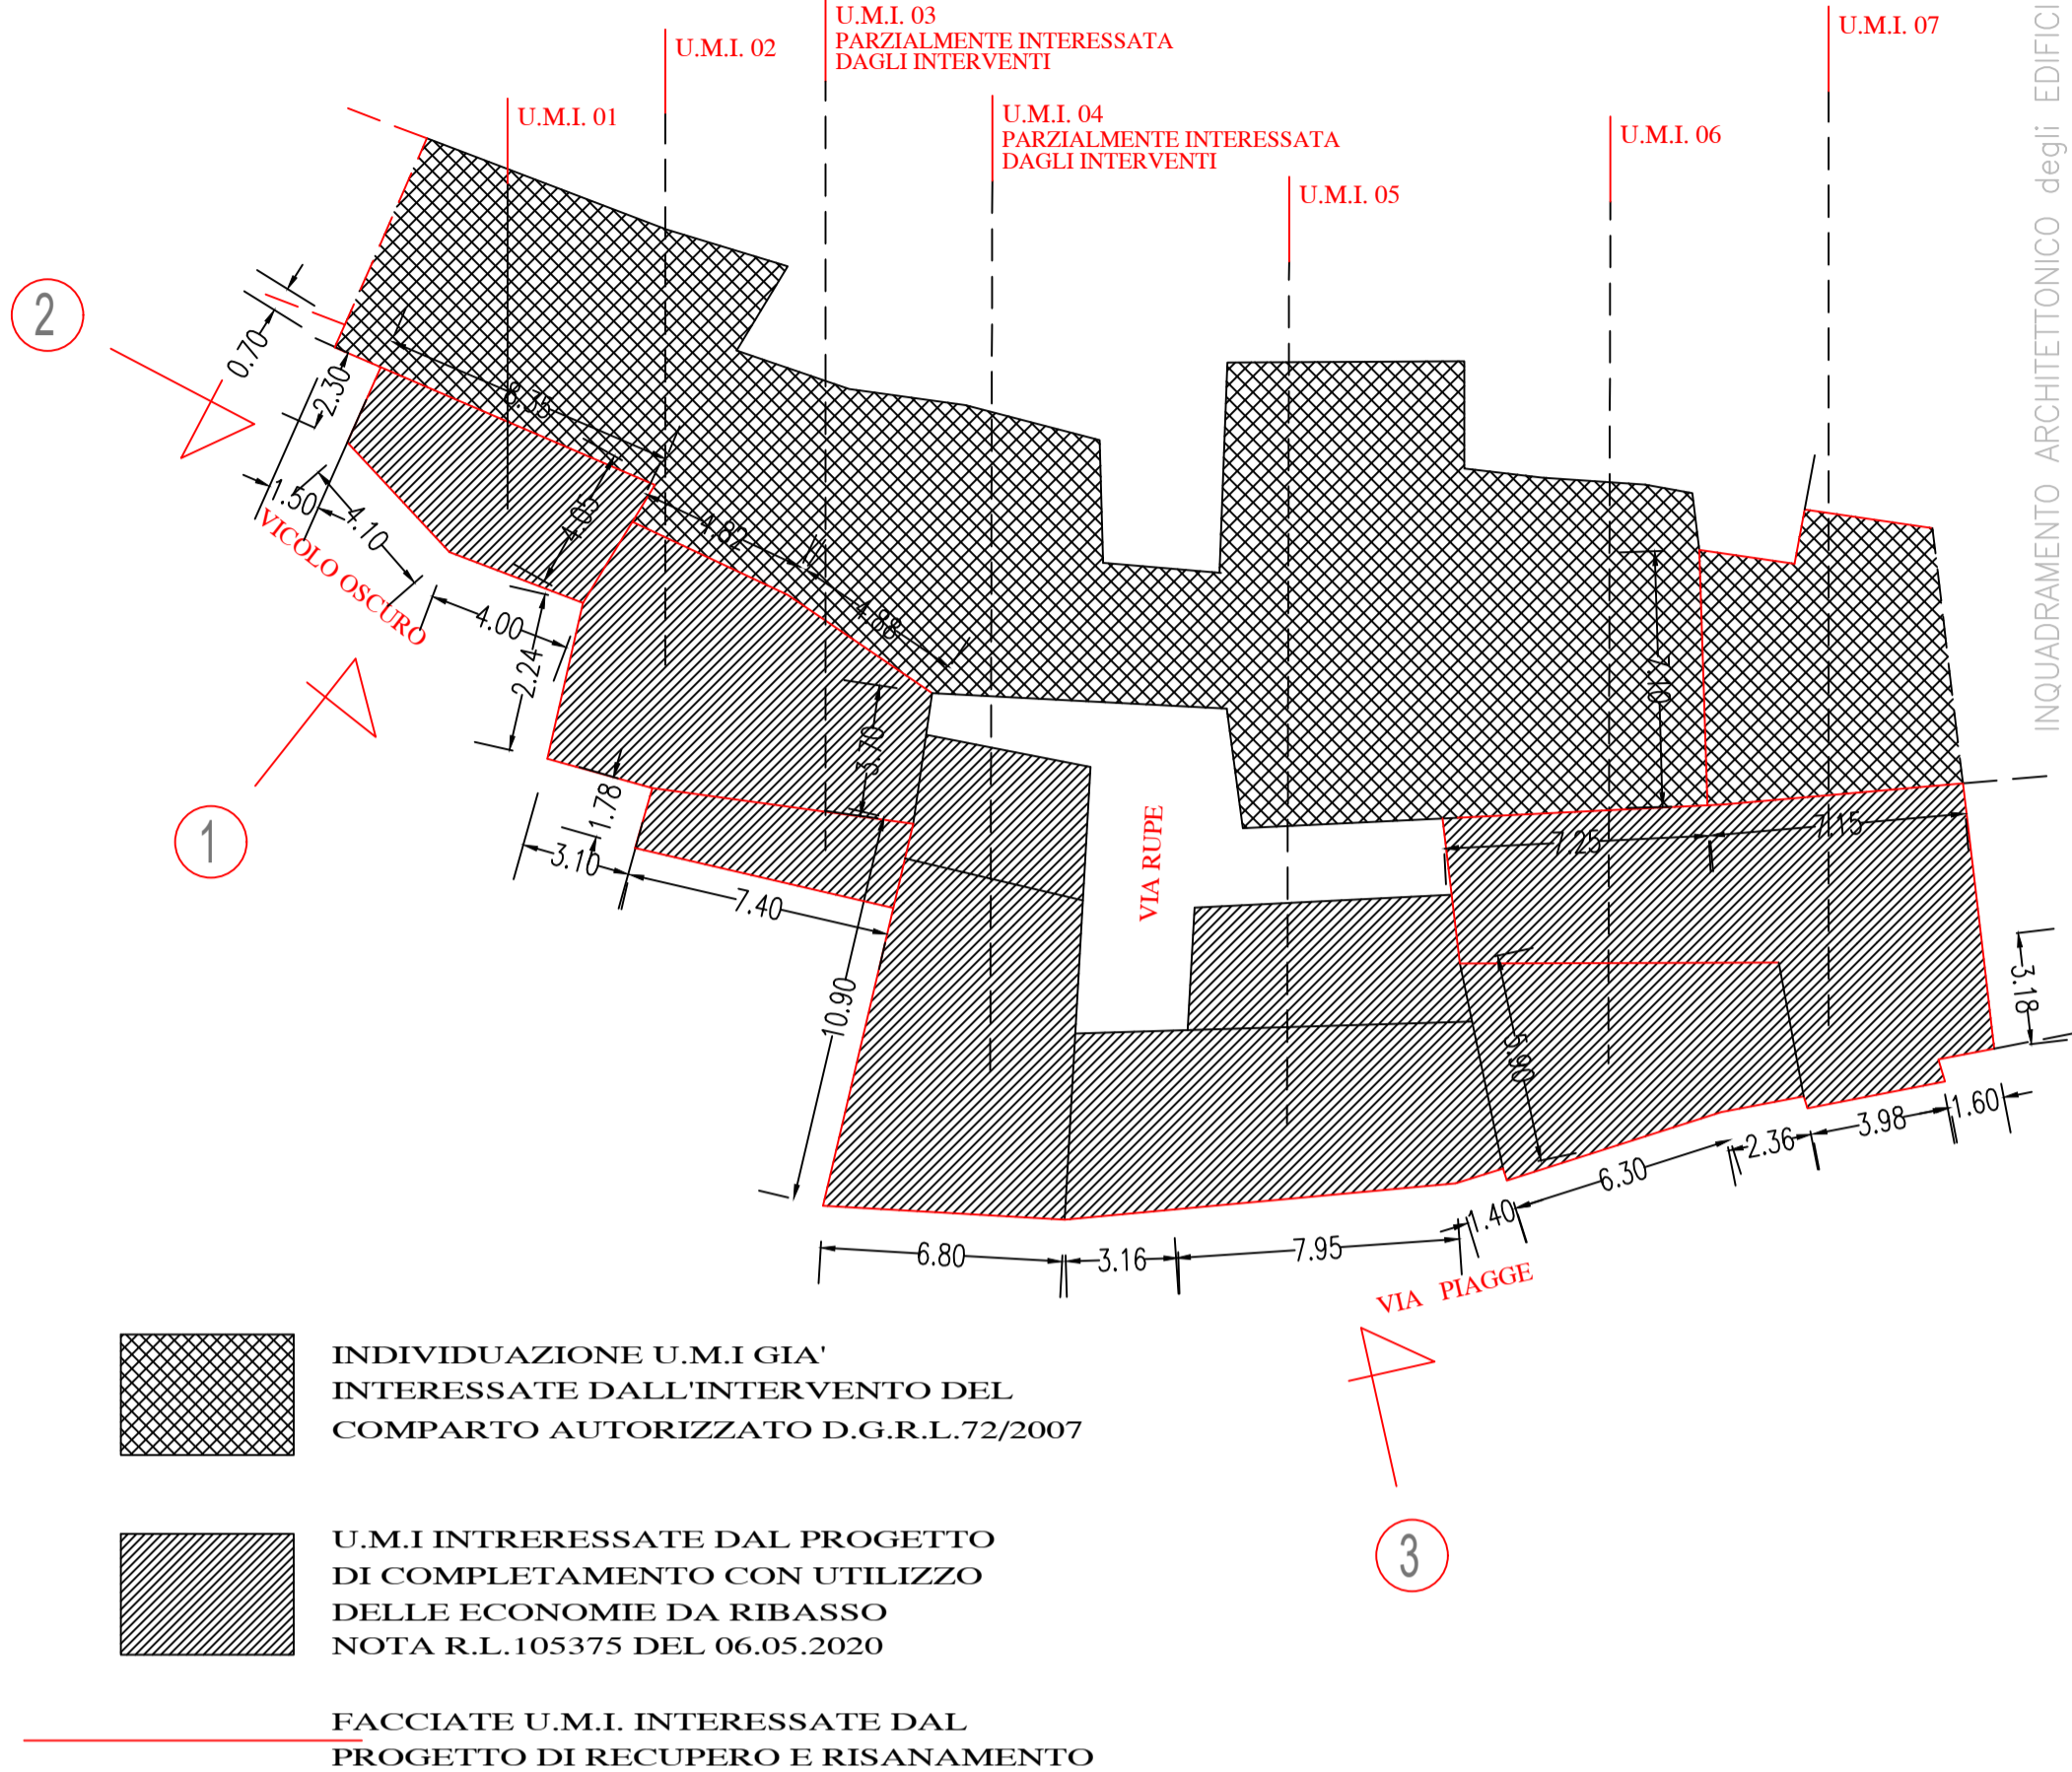 U.M.I. 03
PARZIALMENTE INTERESSATA
DAGLI INTERVENTI
U.M.I. 07
U.M.I. 02
U.M.I. 01
U.M.I. 04
PARZIALMENTE INTERESSATA
DAGLI INTERVENTI
U.M.I. 06
U.M.I. 05
INQUADRAMENTO ARCHITETTONICO degli EDIFICI
2
0.70
2.30
8.35
1.50
4.10
4.05
4.82
4.88
VICOLO OSCURO
4.00
2.24
7.10
3.70
1.78
1
3.10
7.40
VIA RUPE
7.25
7.15
10.90
3.18
5.90
1.60
3.98
2.36
6.30
1.40
6.80
3.16
7.95
VIA PIAGGE
3
INDIVIDUAZIONE U.M.I GIA'
INTERESSATE DALL'INTERVENTO DEL
COMPARTO AUTORIZZATO D.G.R.L.72/2007
U.M.I INTRERESSATE DAL PROGETTO
DI COMPLETAMENTO CON UTILIZZO
DELLE ECONOMIE DA RIBASSO
NOTA R.L.105375 DEL 06.05.2020
FACCIATE U.M.I. INTERESSATE DAL
PROGETTO DI RECUPERO E RISANAMENTO